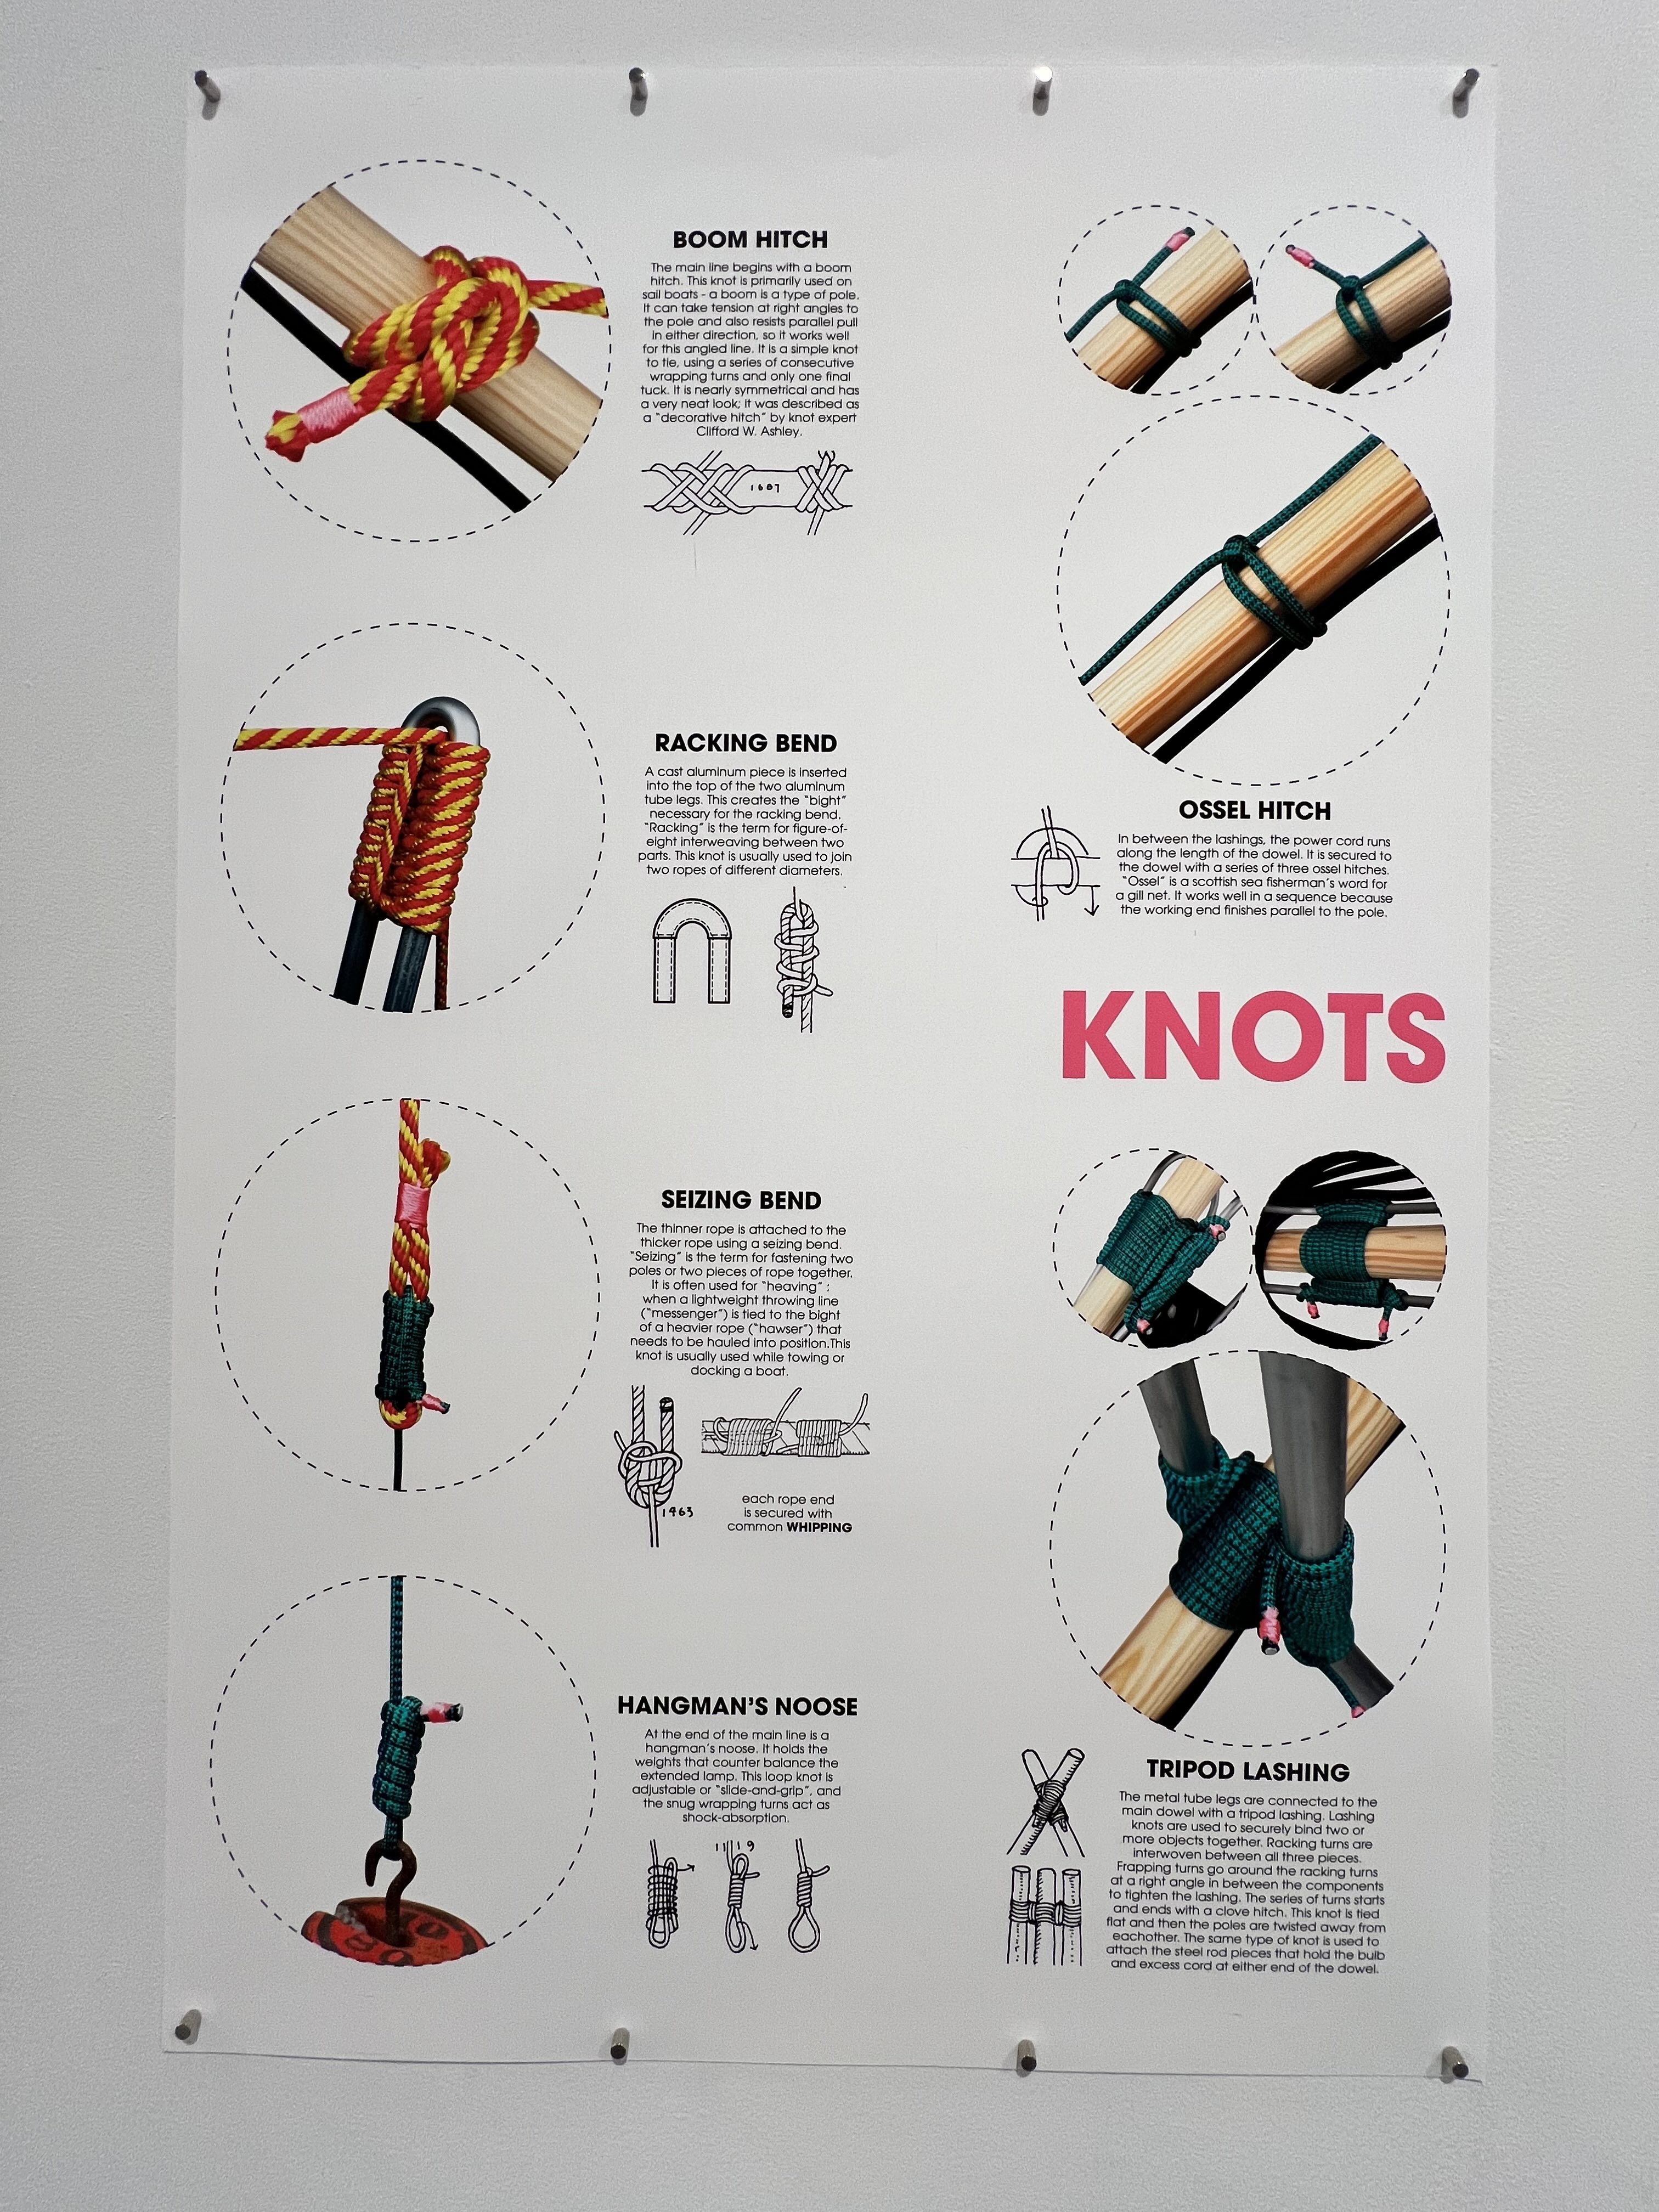 BOOM HITCH
The main line begins with a boom
hitch. This knot is primarily used on
sail boats - a boom is a type of pole.
It can take tension at right angles to
the pole and also resists parallel pull
in either direction, so it works well
for this angled line. It is a simple knot
to tie, using a series of consecutive
wrapping turns and only one final
tuck. It is nearly symmetrical and has
a very neat look; it was described as
a "decorative hitch" by knot expert
Clifford W. Ashley.
1687
RACKING BEND
A cast aluminum piece is inserted
into the top of the two aluminum
tube legs. This creates the "bight"
necessary for the racking bend.
"Racking" is the term for figure-of-
eight interweaving between two
parts. This knot is usually used to join
two ropes of different diameters.
SEIZING BEND
The thinner rope is attached to the
thicker rope using a seizing bend.
"Seizing" is the term for fastening two
poles or two pieces of rope together.
It is often used for "heaving" ;
when a lightweight throwing line
("messenger") is tied to the bight
of a heavier rope ("hawser") that
needs to be hauled into position.This
knot is usually used while towing or
docking a boat.
1463
each rope end
is secured with
common WHIPPING
HANGMAN'S NOOSE
At the end of the main line is a
hangman's noose. It holds the
weights that counter balance the
extended lamp. This loop knot is
adjustable or "slide-and-grip", and
the snug wrapping turns act as
shock-absorption.
1119
OSSEL HITCH
In between the lashings, the power cord runs
along the length of the dowel. It is secured to
the dowel with a series of three ossel hitches.
"Ossel" is a scottish sea fisherman's word for
a gill net. It works well in a sequence because
the working end finishes parallel to the pole.
KNOTS
TRIPOD LASHING
The metal tube legs are connected to the
main dowel with a tripod lashing. Lashing
knots are used to securely bind two or
more objects together. Racking turns are
interwoven between all three pieces.
Frapping turns go around the racking turns
at a right angle in between the components
to tighten the lashing. The series of turns starts
and ends with a clove hitch. This knot is tied
flat and then the poles are twisted away from
eachother. The same type of knot is used to
attach the steel rod pieces that hold the bulb
and excess cord at either end of the dowel.